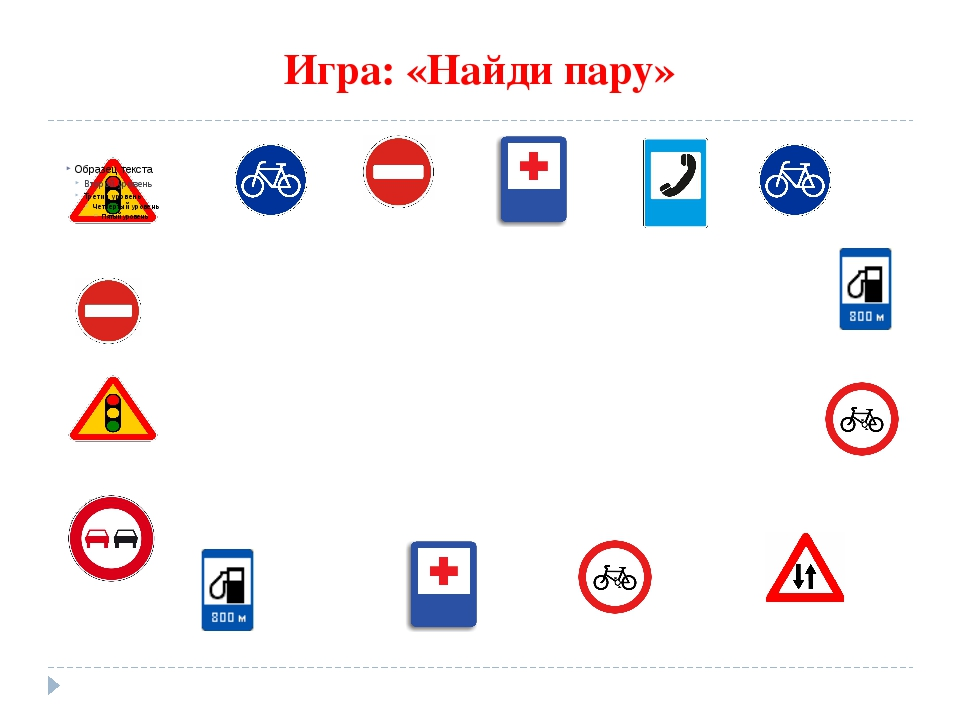 Игра: «Найди пару»
Образец текста
Второй уровень
Третий уровень
Четвертый уровень
Пятый уровень
800 м
800 м